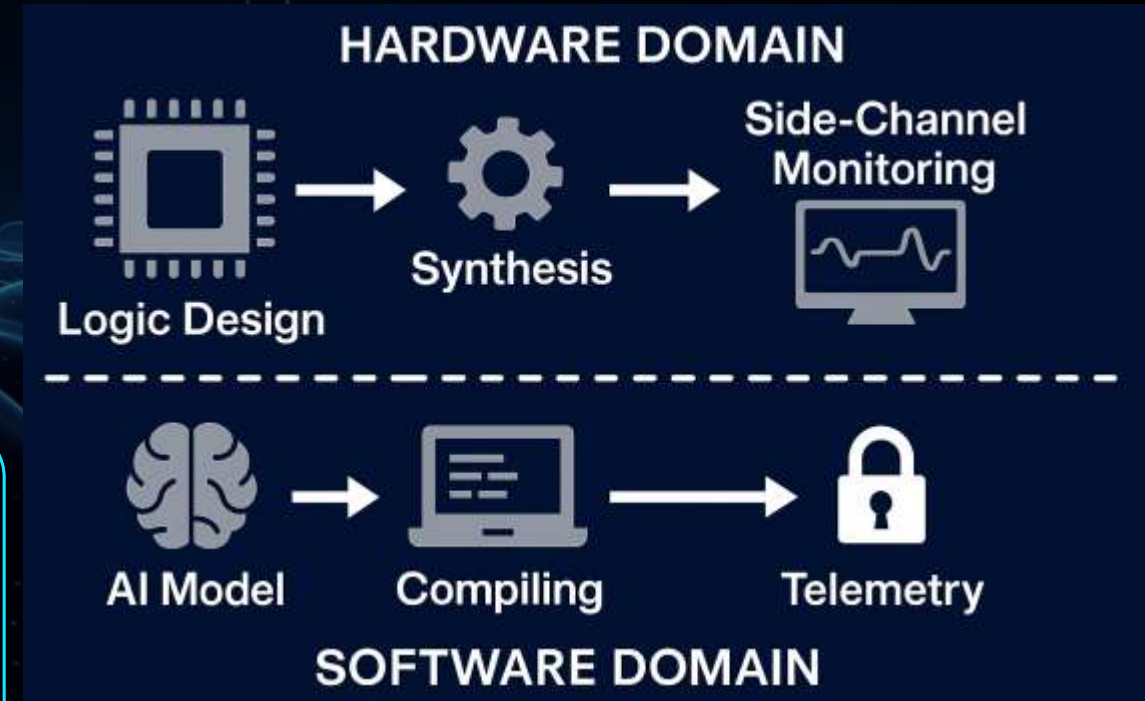 HARDWARE DOMAIN
Logic Design
Synthesis
Side-Channel
Monitoring
AI Model
Compiling
Telemetry
SOFTWARE DOMAIN